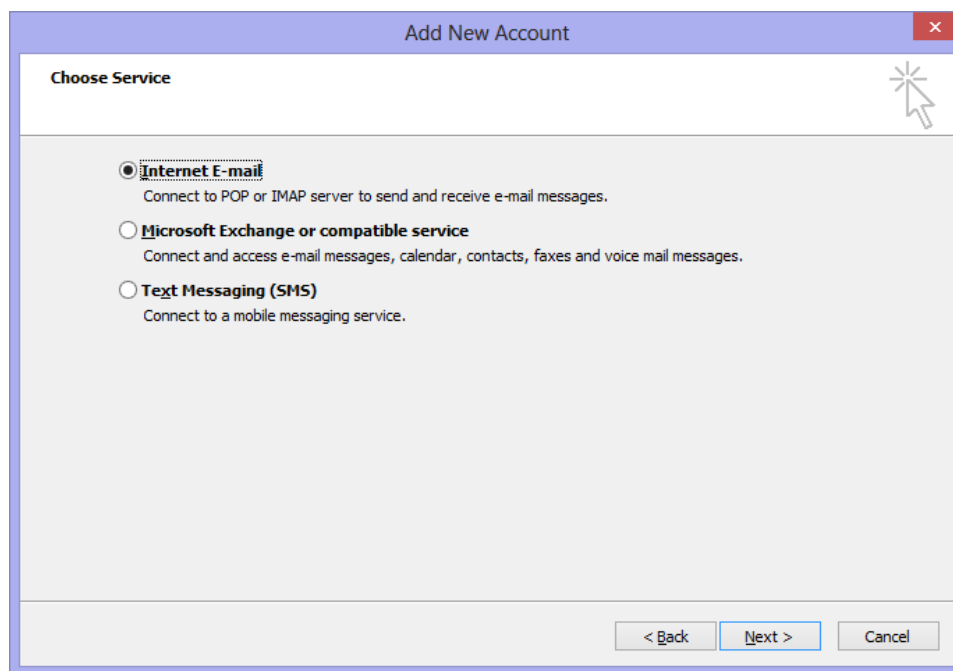 Add New Account
Choose Service
Internet E-mail
Connect to POP or IMAP server to send and receive e-mail messages.
Microsoft Exchange or compatible service
Connect and access e-mail messages, calendar, contacts, faxes and voice mail messages.
Text Messaging (SMS)
Connect to a mobile messaging service.
< Back Next > Cancel